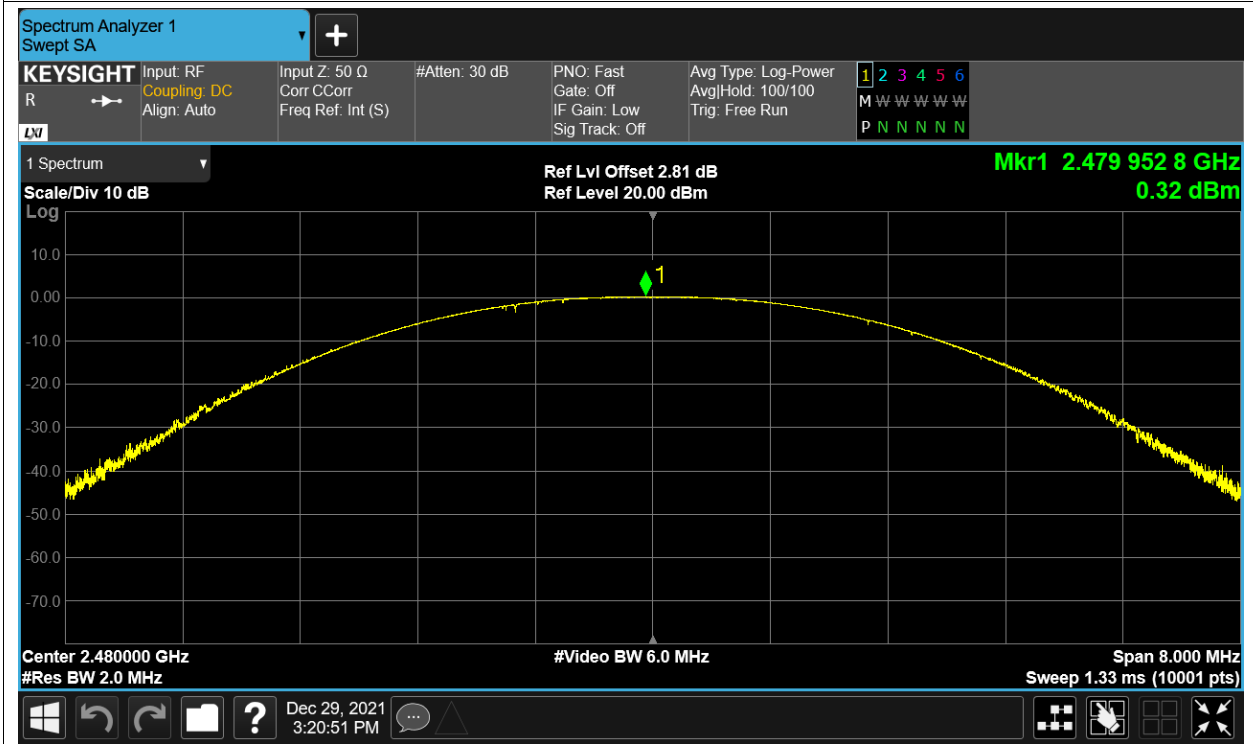 Spectrum Analyzer 1
Swept SA
+
KEYSIGHT
R
LXI
Input: RF
Coupling: DC
Align: Auto
Input Z: 50 Ω
Corr CCorr
Freq Ref: Int (S)
#Atten: 30 dB
PNO: Fast
Gate: Off
IF Gain: Low
Sig Track: Off
Avg Type: Log-Power
Avg|Hold: 100/100
Trig: Free Run
1 2 3 4 5 6
M W W W W W
P N N N N N
1 Spectrum
Scale/Div 10 dB
Log
Ref Lvl Offset 2.81 dB
Ref Level 20.00 dBm
Mkr1 2.479 952 8 GHz
0.32 dBm
1
10.0
0.00
-10.0
-20.0
-30.0
-40.0
-50.0
-60.0
-70.0
Center 2.480000 GHz
#Res BW 2.0 MHz
#Video BW 6.0 MHz
Span 8.000 MHz
Sweep 1.33 ms (10001 pts)
?
Dec 29, 2021
3:20:51 PM